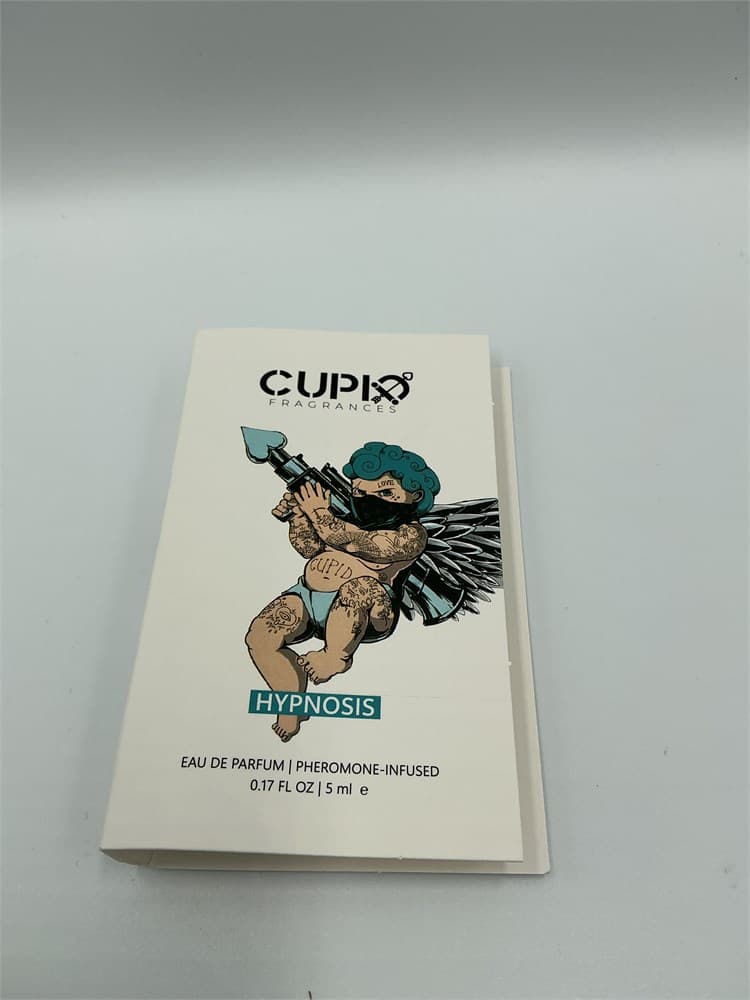 CUPID
FRAGRANCES
LOVE
CUPID
HYPNOSIS
EAU DE PARFUM | PHEROMONE-INFUSED
0.17 FL OZ | 5 ml e